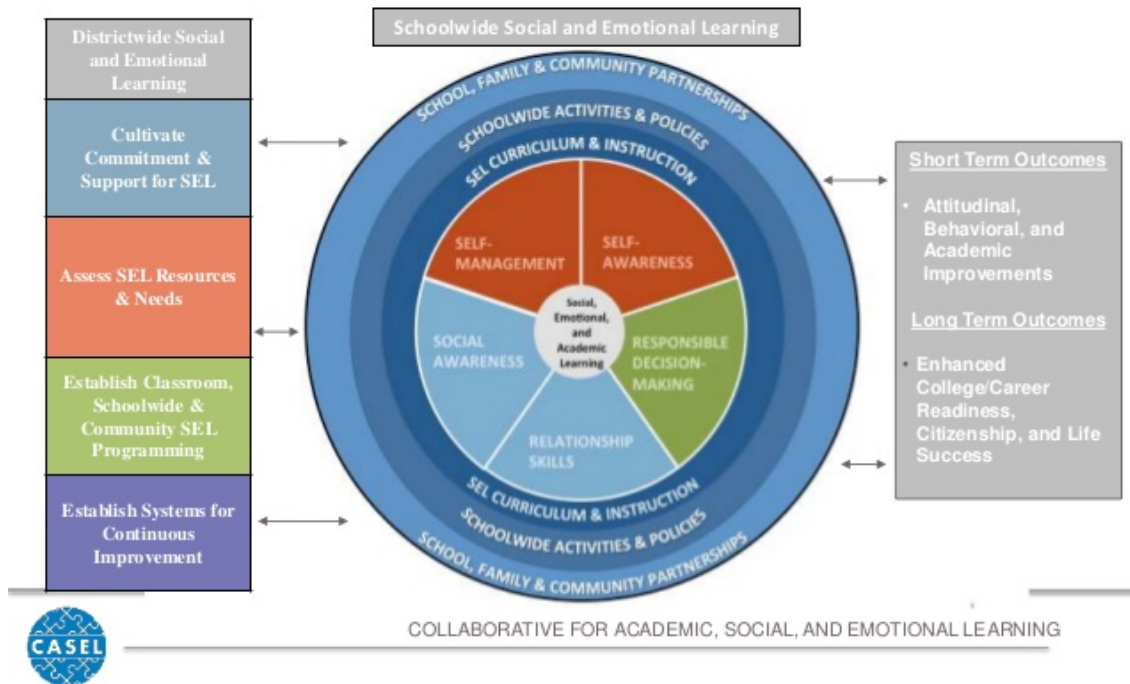 Schoolwide Social and Emotional Learning
Districtwide Social
and Emotional
Learning
Cultivate
Commitment &
Support for SEL
Assess SEL Resources
& Needs
Establish Classroom,
Schoolwide &
Community SEL
Programming
Establish Systems for
Continuous
Improvement
SCHOOL, FAMILY & COMMUNITY PARTNERSHIPS
SCHOOLWIDE ACTIVITIES & POLICIES
SEL CURRICULUM & INSTRUCTION
SELF-
MANAGEMENT
SELF-
AWARENESS
SOCIAL
AWARENESS
Social,
Emotional,
and
Academic
Learning
RESPONSIBLE
DECISION-
MAKING
RELATIONSHIP
SKILLS
SEL CURRICULUM & INSTRUCTION
SCHOOLWIDE ACTIVITIES & POLICIES
SCHOOL, FAMILY & COMMUNITY PARTNERSHIPS
Short Term Outcomes
• Attitudinal,
Behavioral, and
Academic
Improvements
Long Term Outcomes
• Enhanced
College/Career
Readiness,
Citizenship, and Life
Success
CASEL
COLLABORATIVE FOR ACADEMIC, SOCIAL, AND EMOTIONAL LEARNING